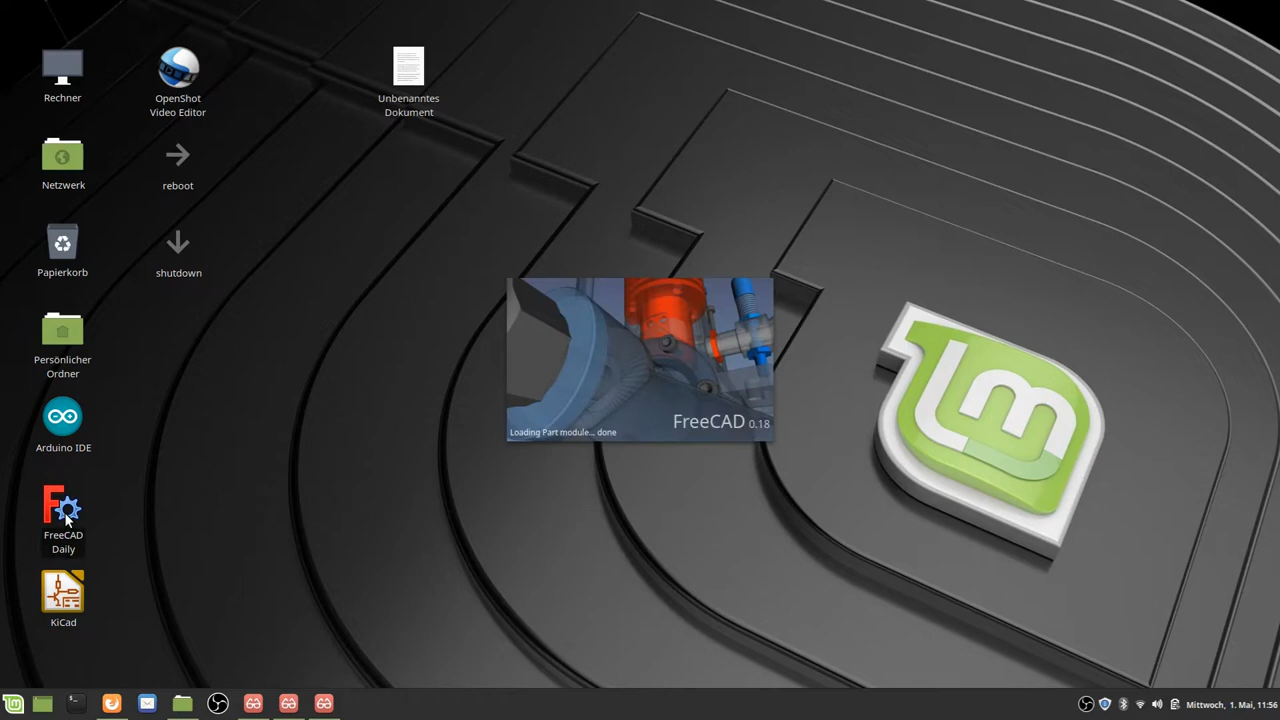 Rechner
OpenShot
Video Editor
Unbenanntes
Dokument
Netzwerk
reboot
Papierkorb
shutdown
Persönlicher
Ordner
Arduino IDE
FreeCAD
Daily
KiCad
FreeCAD 0.18
Loading Part module... done
Mittwoch, 1. Mai, 11:56